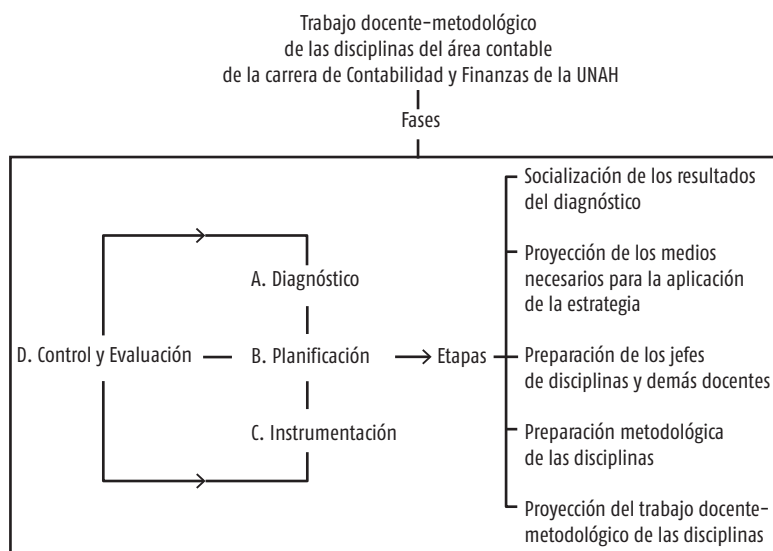 Trabajo docente-metodológico
de las disciplinas del área contable
de la carrera de Contabilidad y Finanzas de la UNAH
Fases
A. Diagnóstico
D. Control y Evaluación
B. Planificación
C. Instrumentación
Etapas
Socialización de los resultados
del diagnóstico
Proyección de los medios
necesarios para la aplicación
de la estrategia
Preparación de los jefes
de disciplinas y demás docentes
Preparación metodológica
de las disciplinas
Proyección del trabajo docente-
metodológico de las disciplinas